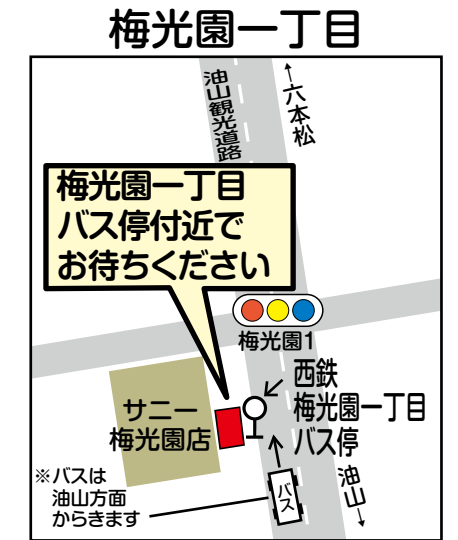 梅光園一丁目
油山観光道路
↑六本松
梅光園一丁目
バス停付近で
お待ちください
梅光園1
西鉄
梅光園一丁目
バス停
サニー
梅光園店
※バスは
油山方面
からきます
バス
油山↓